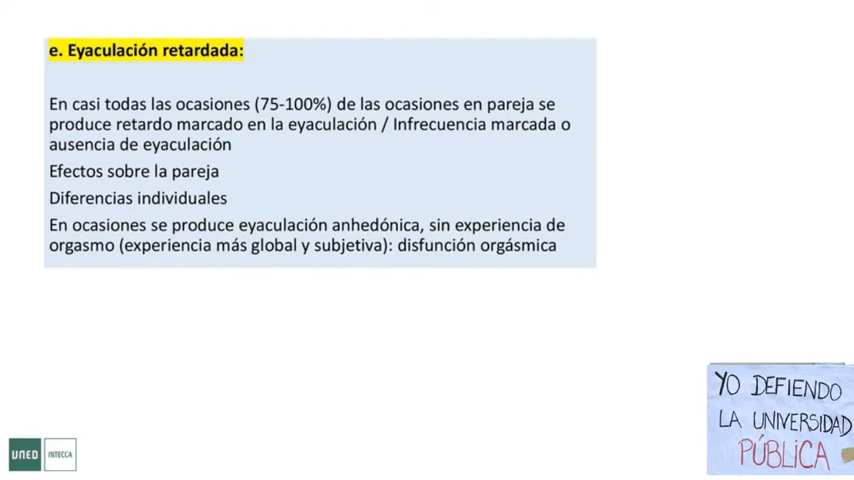 e. Eyaculación retardada:
En casi todas las ocasiones (75-100%) de las ocasiones en pareja se
produce retardo marcado en la eyaculación / Infrecuencia marcada o
ausencia de eyaculación
Efectos sobre la pareja
Diferencias individuales
En ocasiones se produce eyaculación anhedónica, sin experiencia de
orgasmo (experiencia más global y subjetiva): disfunción orgásmica
YO DEFIENDO
LA UNIVERSIDAD
PÚBLICA
UNED INTECCA